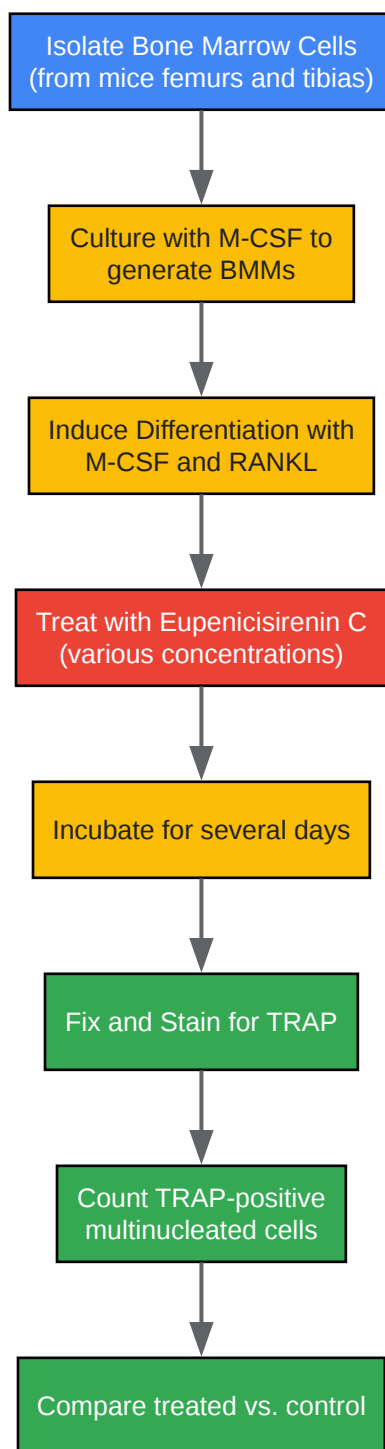 Isolate Bone Marrow Cells
(from mice femurs and tibias)
Culture with M-CSF to
generate BMMs
Induce Differentiation with
M-CSF and RANKL
Treat with Eupenicisirenin C
(various concentrations)
Incubate for several days
Fix and Stain for TRAP
Count TRAP-positive
multinucleated cells
Compare treated vs. control